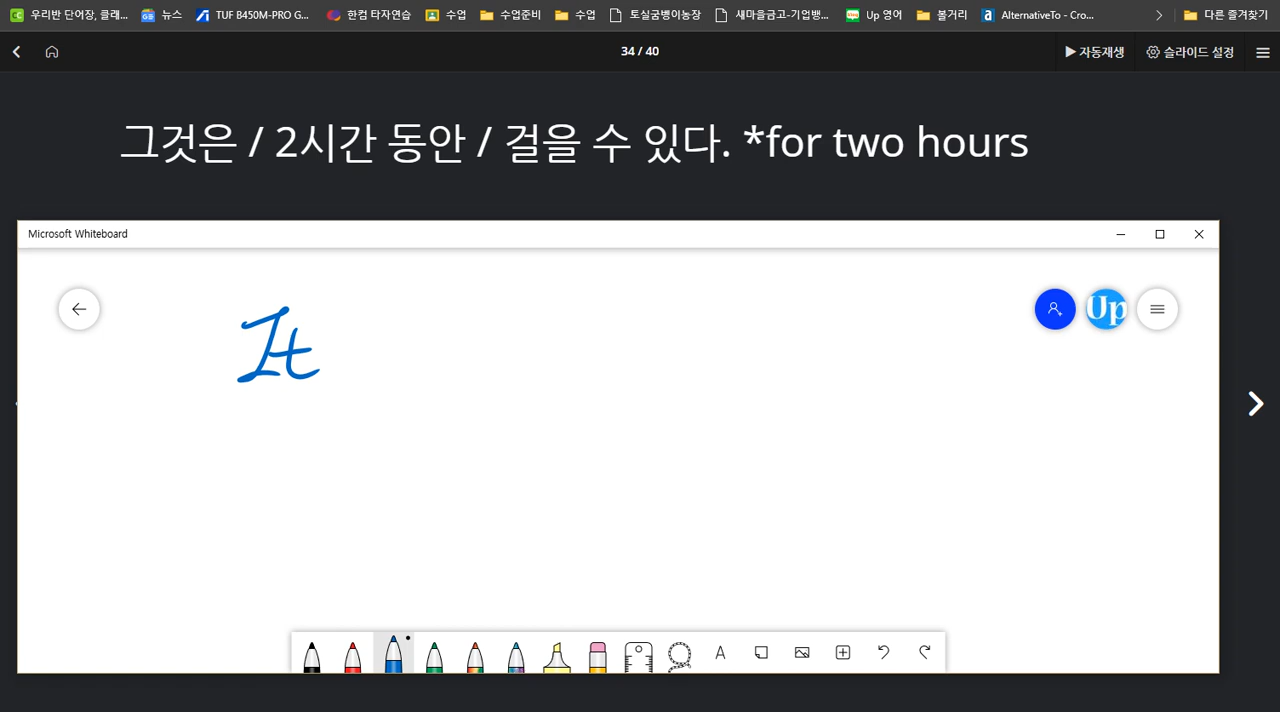 우리반 단어장, 클래... 뉴스 TUF B450M-PRO G... 한컴 타자연습 수업 수업준비 수업 토실굼벵이농장 새마을금고-기업뱅... Up 영어 볼거리 AlternativeTo - Cro... 다른 즐겨찾기
34 / 40 자동재생 슬라이드 설정
그것은 / 2시간 동안 / 걸을 수 있다. *for two hours
Microsoft Whiteboard
Up
It
A